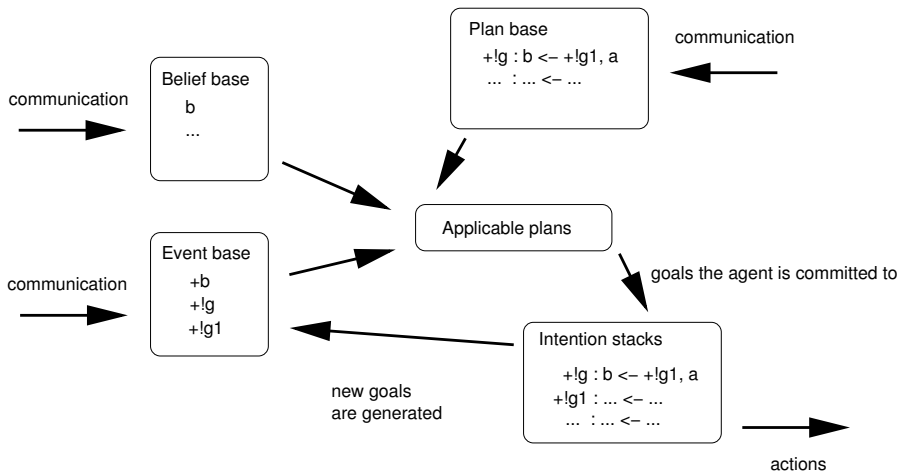 Plan base
+!g : b <– +!g1, a
... : ... <– ...
communication
Belief base
b
...
communication
Applicable plans
Event base
+b
+!g
+!g1
communication
goals the agent is committed to
Intention stacks
+!g : b <– +!g1, a
+!g1 : ... <– ...
... : ... <– ...
new goals
are generated
actions